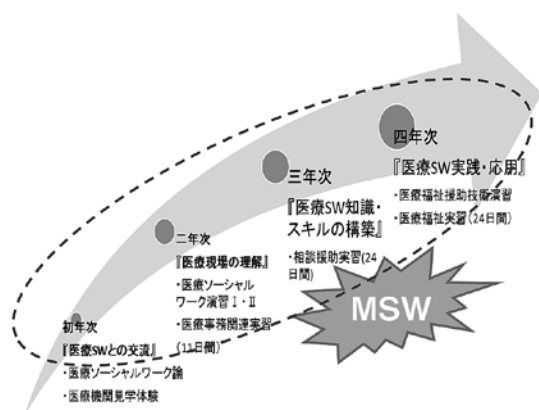 初年次
『医療SWとの交流』
・医療ソーシャルワーク論
・医療機関見学体験
二年次
『医療現場の理解』
・医療ソーシャル
ワーク演習Ⅰ・Ⅱ
・医療事務関連実習
(11日間)
三年次
『医療SW知識・
スキルの構築』
・相談援助実習(24
日間)
四年次
『医療SW実践・応用』
・医療福祉援助技術演習
・医療福祉実習(24日間)
MSW